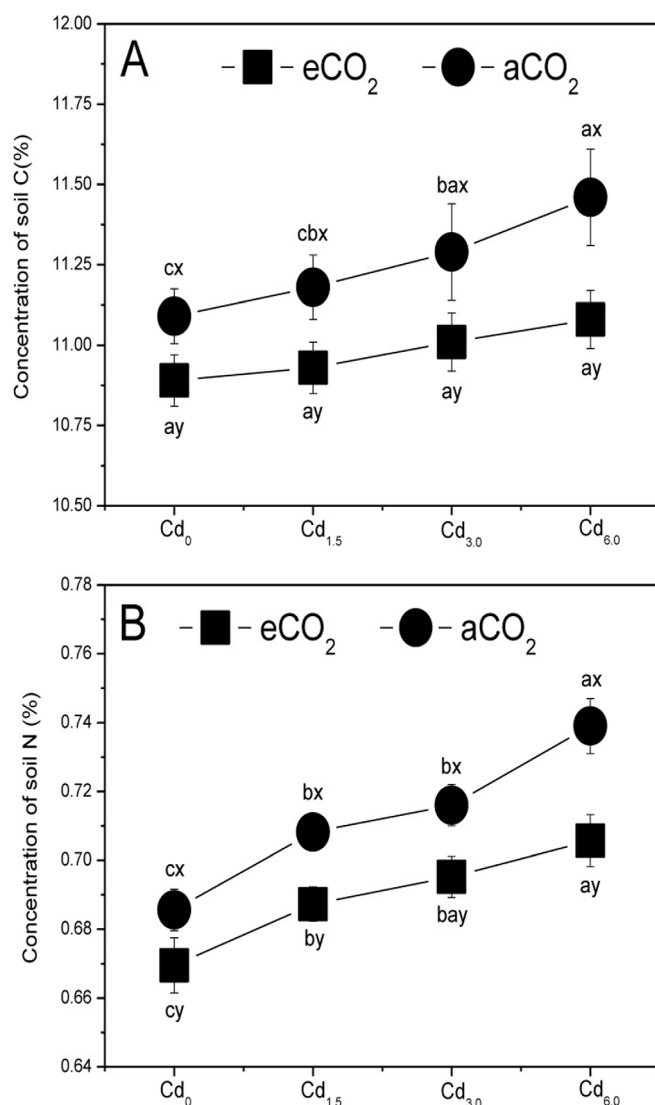 A eCO₂ aCO₂
Concentration of soil C(%)
12.00
11.75
11.50
11.25
11.00
10.75
10.50
cx cbx bax ax
ay ay ay ay
Cd₀ Cd₁.₅ Cd₃.₀ Cd₆.₀
B eCO₂ aCO₂
Concentration of soil N (%)
0.78
0.76
0.74
0.72
0.70
0.68
0.66
0.64
cx bx bx ax
cy by bay ay
Cd₀ Cd₁.₅ Cd₃.₀ Cd₆.₀